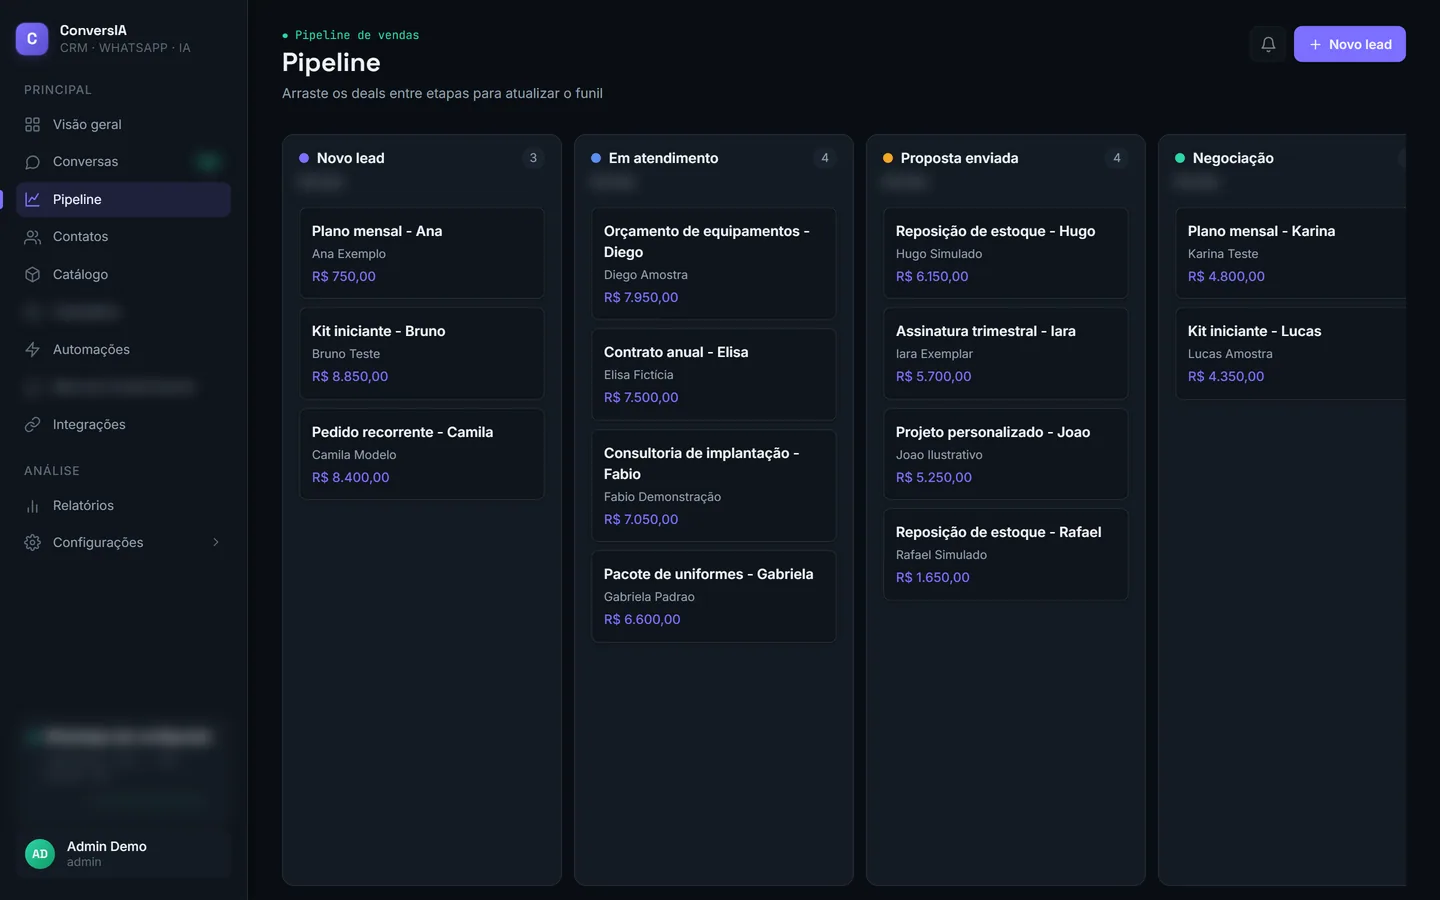 C
ConversIA
CRM · WHATSAPP · IA
PRINCIPAL
Visão geral
Conversas
Pipeline
Contatos
Catálogo
Automações
Integrações
ANÁLISE
Relatórios
Configurações
AD
Admin Demo
admin
Pipeline de vendas
Pipeline
Arraste os deals entre etapas para atualizar o funil
+ Novo lead
Novo lead 3
Plano mensal - Ana
Ana Exemplo
R$ 750,00
Kit iniciante - Bruno
Bruno Teste
R$ 8.850,00
Pedido recorrente - Camila
Camila Modelo
R$ 8.400,00
Em atendimento 4
Orçamento de equipamentos -
Diego
Diego Amostra
R$ 7.950,00
Contrato anual - Elisa
Elisa Fictícia
R$ 7.500,00
Consultoria de implantação -
Fabio
Fabio Demonstração
R$ 7.050,00
Pacote de uniformes - Gabriela
Gabriela Padrao
R$ 6.600,00
Proposta enviada 4
Reposição de estoque - Hugo
Hugo Simulado
R$ 6.150,00
Assinatura trimestral - Iara
Iara Exemplar
R$ 5.700,00
Projeto personalizado - Joao
Joao Ilustrativo
R$ 5.250,00
Reposição de estoque - Rafael
Rafael Simulado
R$ 1.650,00
Negociação
Plano mensal - Karina
Karina Teste
R$ 4.800,00
Kit iniciante - Lucas
Lucas Amostra
R$ 4.350,00